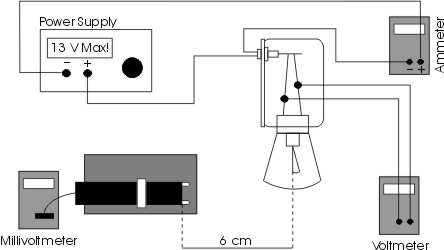 Power Supply
13 V Max!
− +
Ammeter
− +
Millivoltmeter
6 cm
Voltmeter